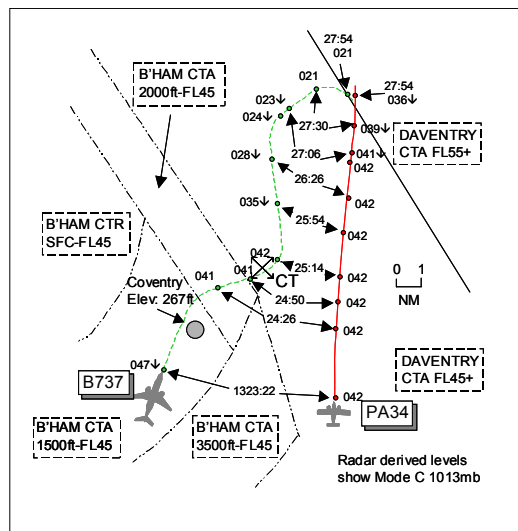 B'HAM CTA
2000ft-FL45
27:54
021
021
27:54
036↓
023↓
024↓
27:30
039↓
DAVENTRY
CTA FL55+
27:06
041↓
042
028↓
26:26
042
035↓
25:54
042
B'HAM CTR
SFC-FL45
042
25:14
042
041
041
CT
Coventry
Elev: 267ft
24:50
042
0 1
NM
24:26
042
047↓
DAVENTRY
CTA FL45+
B737
1323:22
042
PA34
B'HAM CTA
1500ft-FL45
B'HAM CTA
3500ft-FL45
Radar derived levels
show Mode C 1013mb